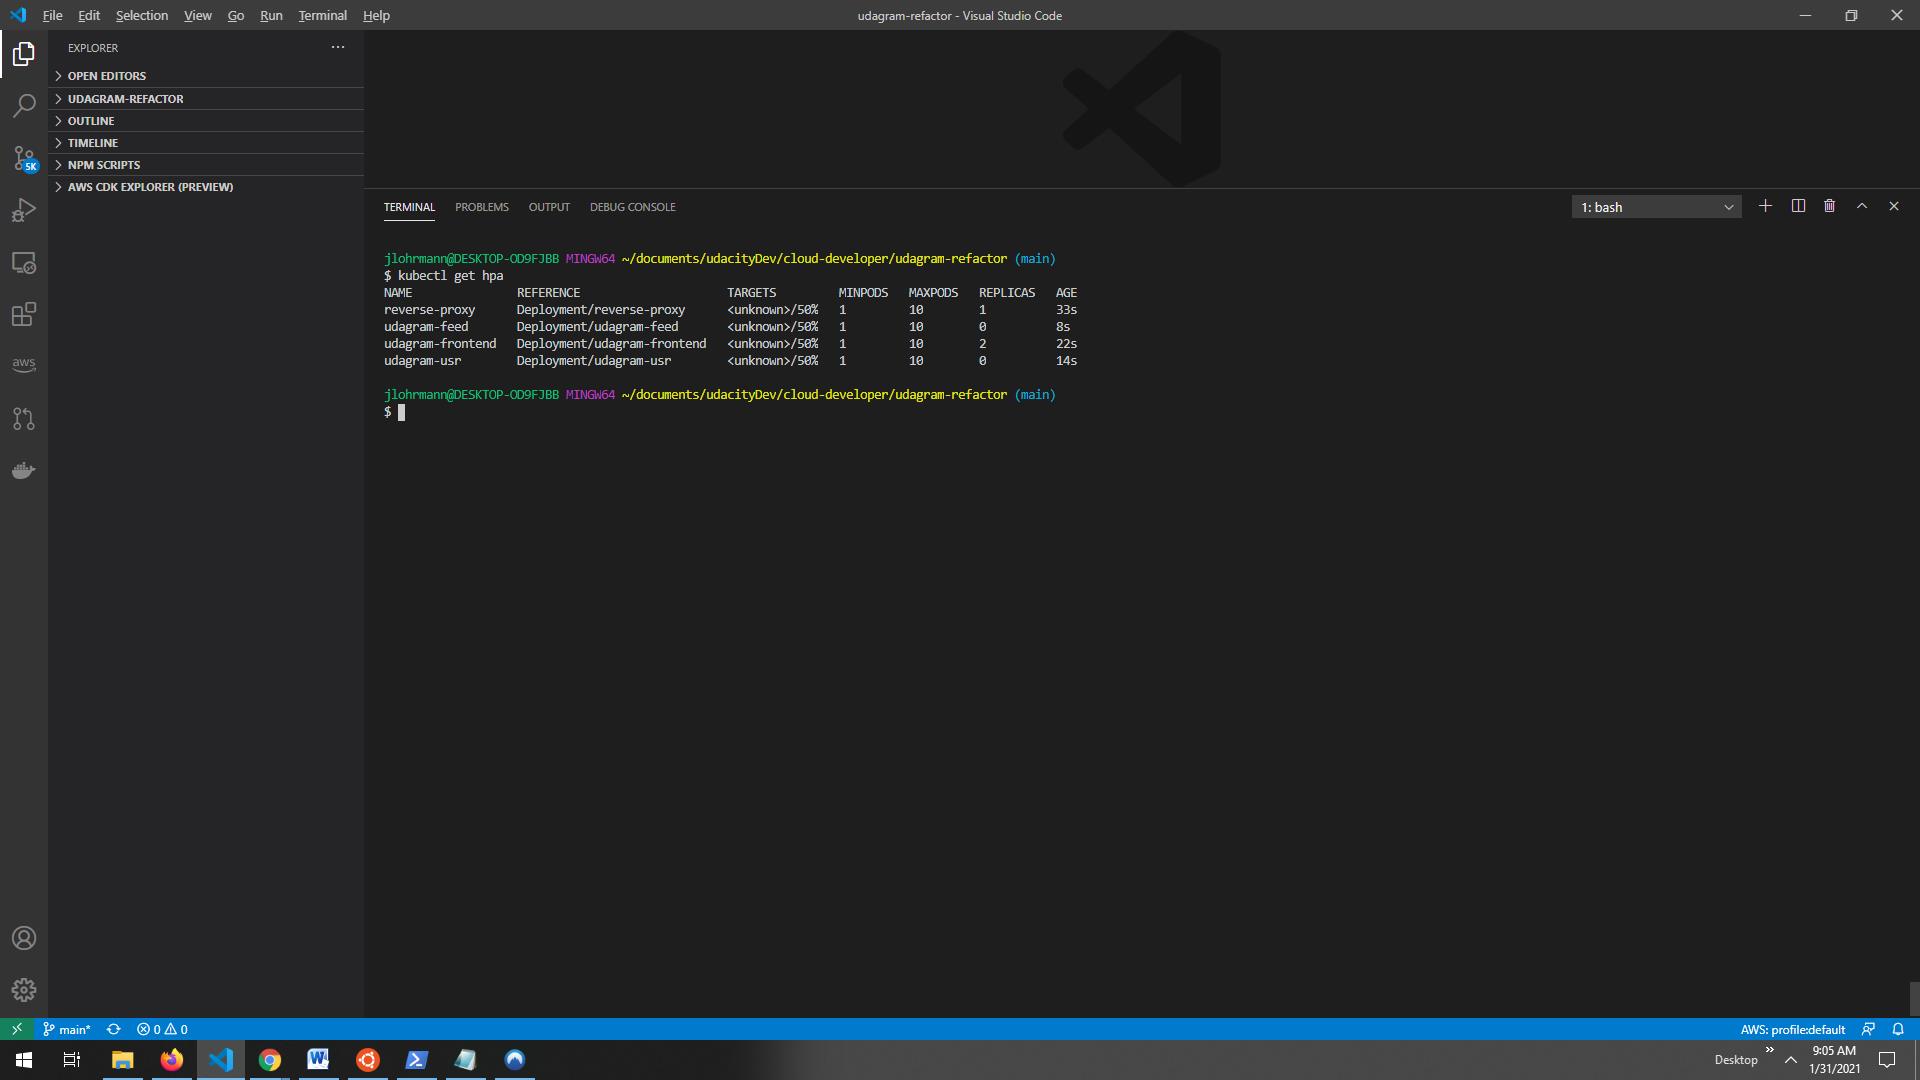 File Edit Selection View Go Run Terminal Help udagram-refactor - Visual Studio Code
EXPLORER
OPEN EDITORS
UDAGRAM-REFACTOR
OUTLINE
TIMELINE
NPM SCRIPTS
AWS CDK EXPLORER (PREVIEW)
5K
aws
TERMINAL PROBLEMS OUTPUT DEBUG CONSOLE 1: bash
jlohrmann@DESKTOP-OD9FJBB MINGW64 ~/documents/udacityDev/cloud-developer/udagram-refactor (main)
$ kubectl get hpa
NAME REFERENCE TARGETS MINPODS MAXPODS REPLICAS AGE
reverse-proxy Deployment/reverse-proxy <unknown>/50% 1 10 1 33s
udagram-feed Deployment/udagram-feed <unknown>/50% 1 10 0 8s
udagram-frontend Deployment/udagram-frontend <unknown>/50% 1 10 2 22s
udagram-usr Deployment/udagram-usr <unknown>/50% 1 10 0 14s
jlohrmann@DESKTOP-OD9FJBB MINGW64 ~/documents/udacityDev/cloud-developer/udagram-refactor (main)
$
main* 0 0 AWS: profile:default
Desktop » 9:05 AM
1/31/2021